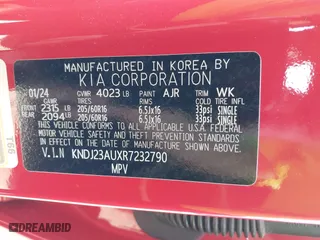 MANUFACTURED IN KOREA BY
KIA CORPORATION
01/24 GVWR 4023 LB PAINT AJR TRIM WK
GAWR TIRES RIMS COLD
FRONT 2315 LB 205/60R16 6.5Jx16 33psi SINGLE
REAR 2094 LB 205/60R16 6.5Jx16 33psi SINGLE
THIS VEHICLE CONFORMS TO ALL APPLICABLE U.S.A. FEDERAL
MOTOR VEHICLE SAFETY, BUMPER, AND THEFT PREVENTION
STANDARDS IN EFFECT ON THE DATE OF MANUFACTURE SHOWN ABOVE.
V.I.N KNDJ23AUXR7232790
MPV
DREAMBID